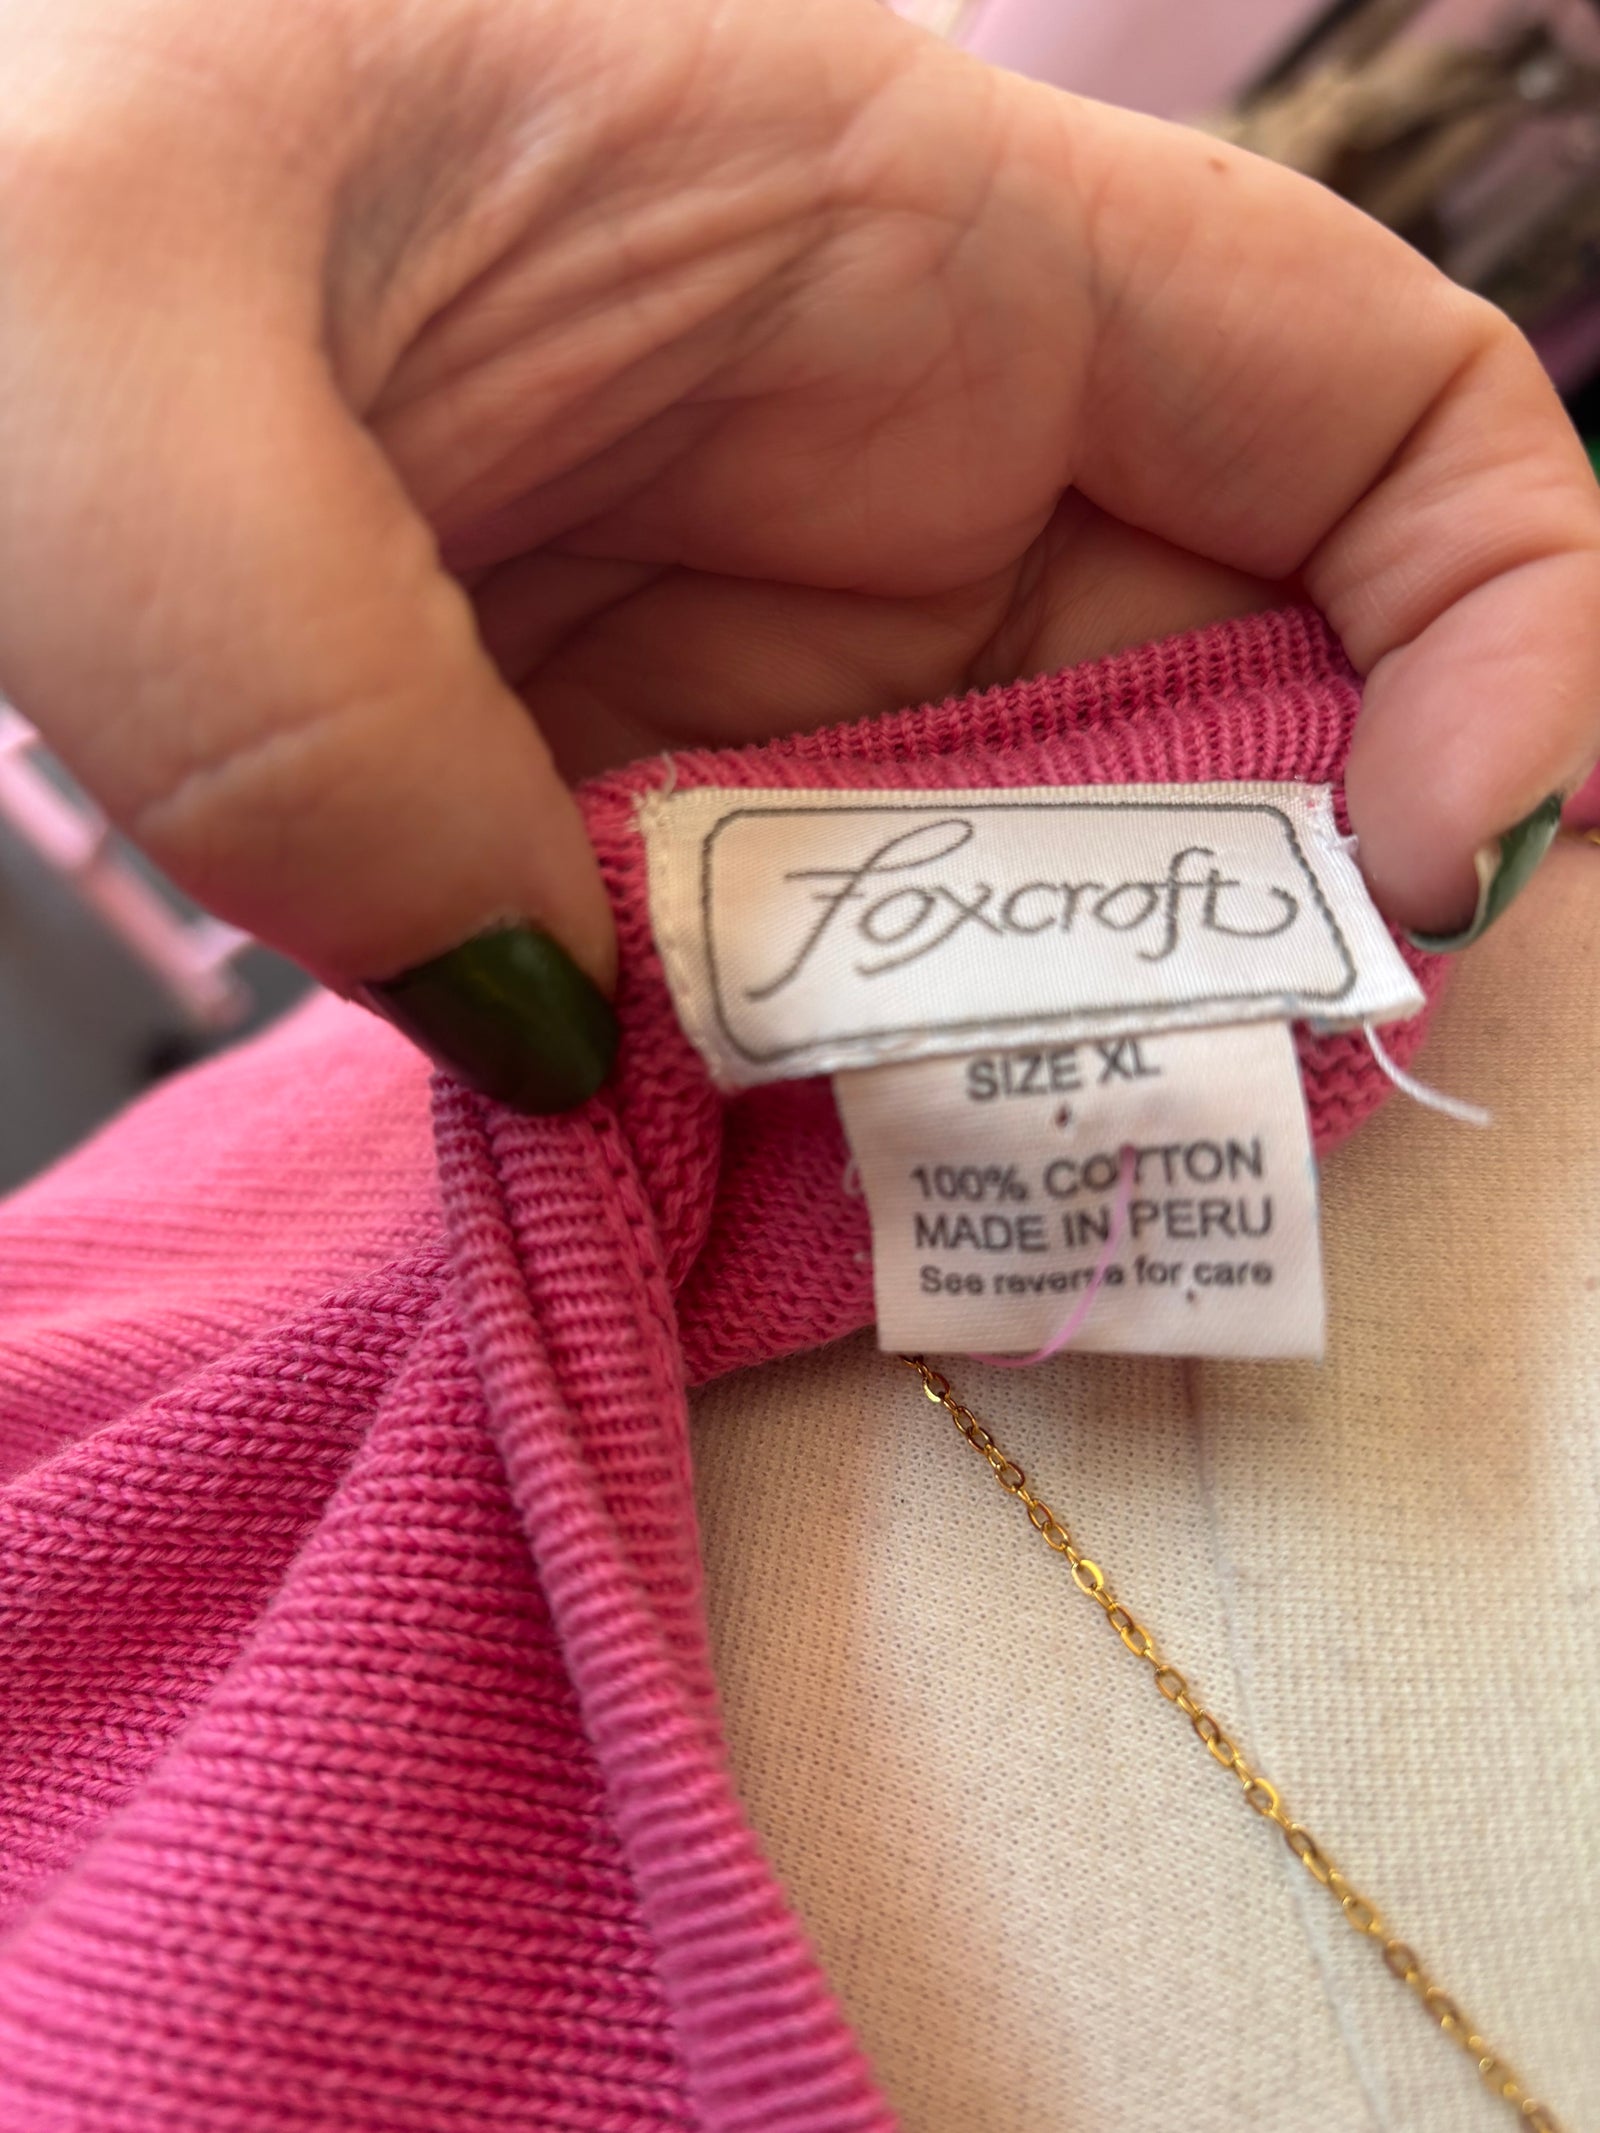 foxcroft
SIZE XL
100% COTTON
MADE IN PERU
See reverse for care